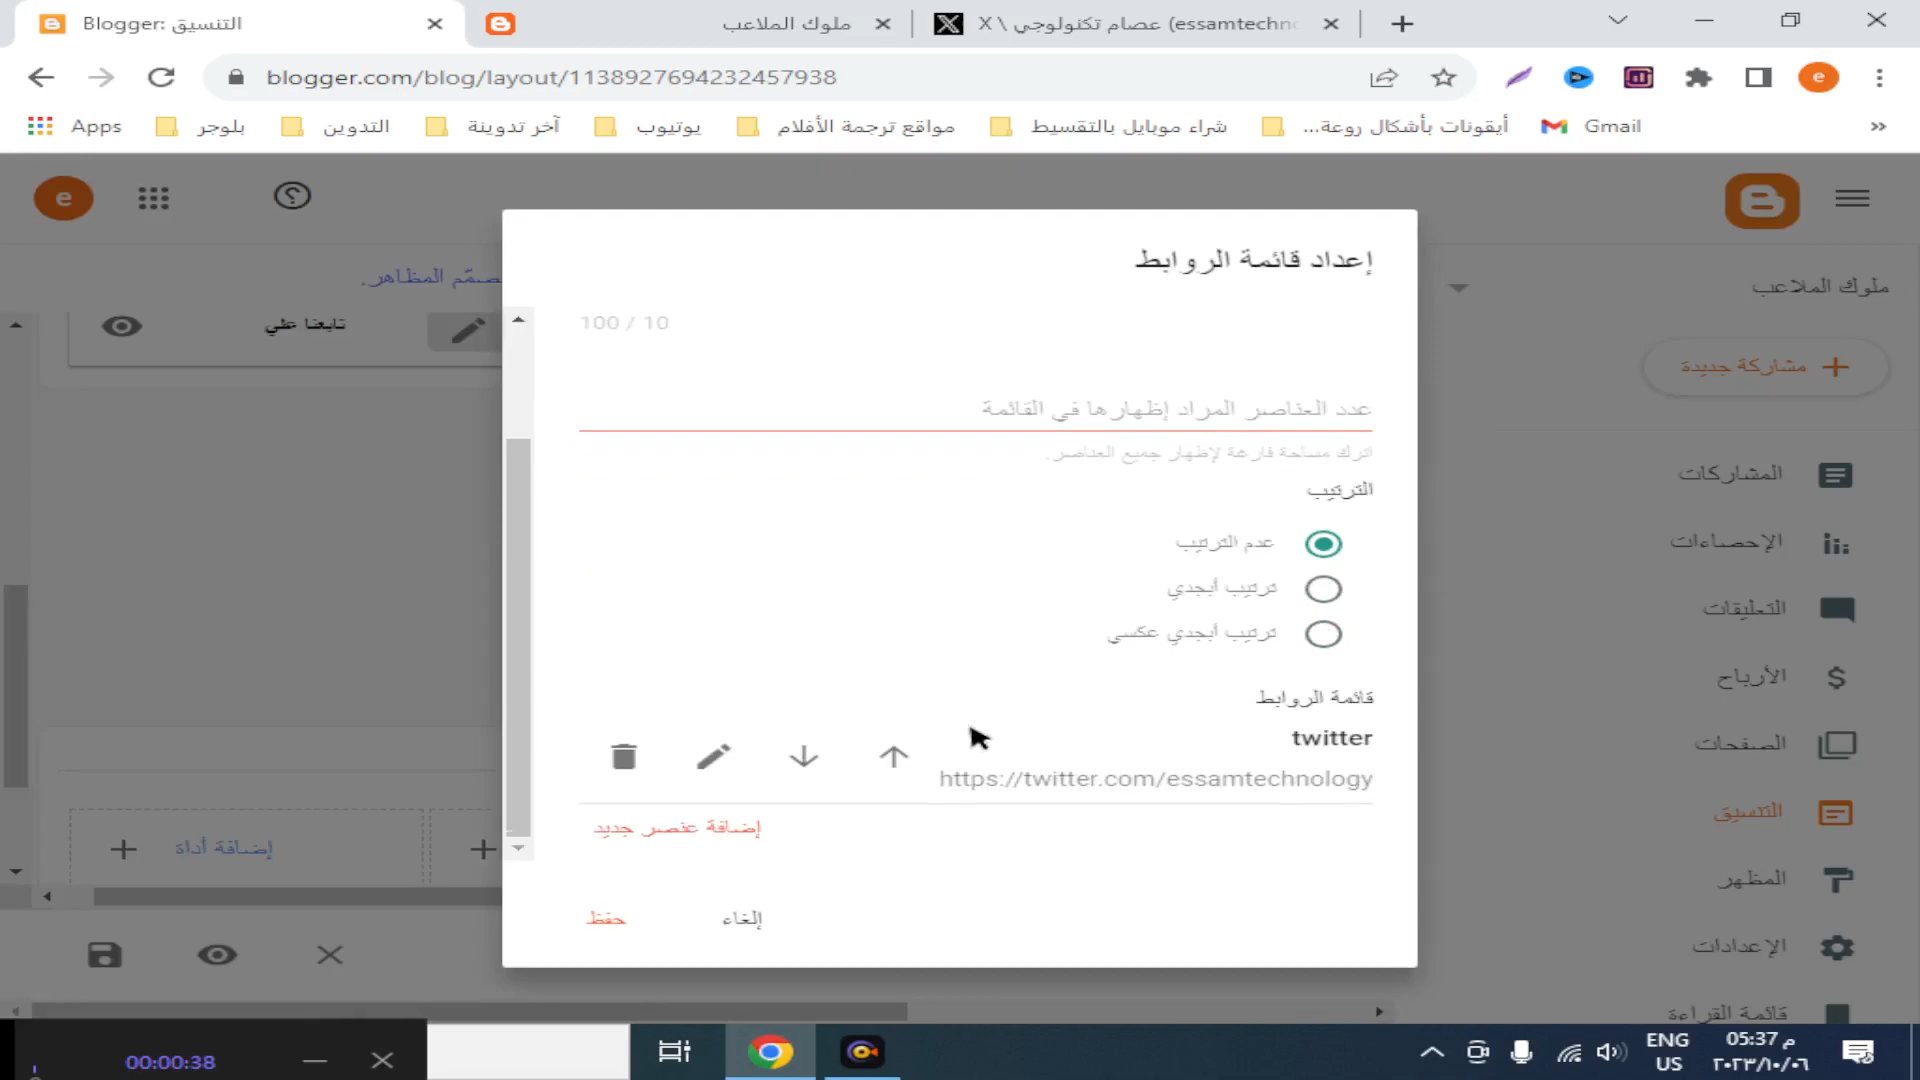 Blogger: التنسيق
ملوك الملاعب
X \ عصام تكنولوجي (essamtechn
blogger.com/blog/layout/1138927694232457938
e
Apps
بلوجر
التدوين
آخر تدوينة
يوتيوب
مواقع ترجمة الأفلام
شراء موبايل بالتقسيط
أيقونات بأشكال روعة...
Gmail
»
e
صمّم المظاهر.
تابعنا علي
إعداد قائمة الروابط
100 / 10
عدد العناصر المراد إظهارها في القائمة
اترك مساحة فارغة لإظهار جميع العناصر.
الترتيب
عدم الترتيب
ترتيب أبجدي
ترتيب أبجدي عكسي
قائمة الروابط
twitter
https://twitter.com/essamtechnology
إضافة عنصر جديد
حفظ
إلغاء
إضافة أداة
ملوك الملاعب
مشاركة جديدة
المشاركات
الإحصاءات
التعليقات
الأرباح
الصفحات
التنسيق
المظهر
الإعدادات
قائمة القراءة
00:00:38
ENG
US
05:37 م
٢٠٢٣/١٠/٠٦